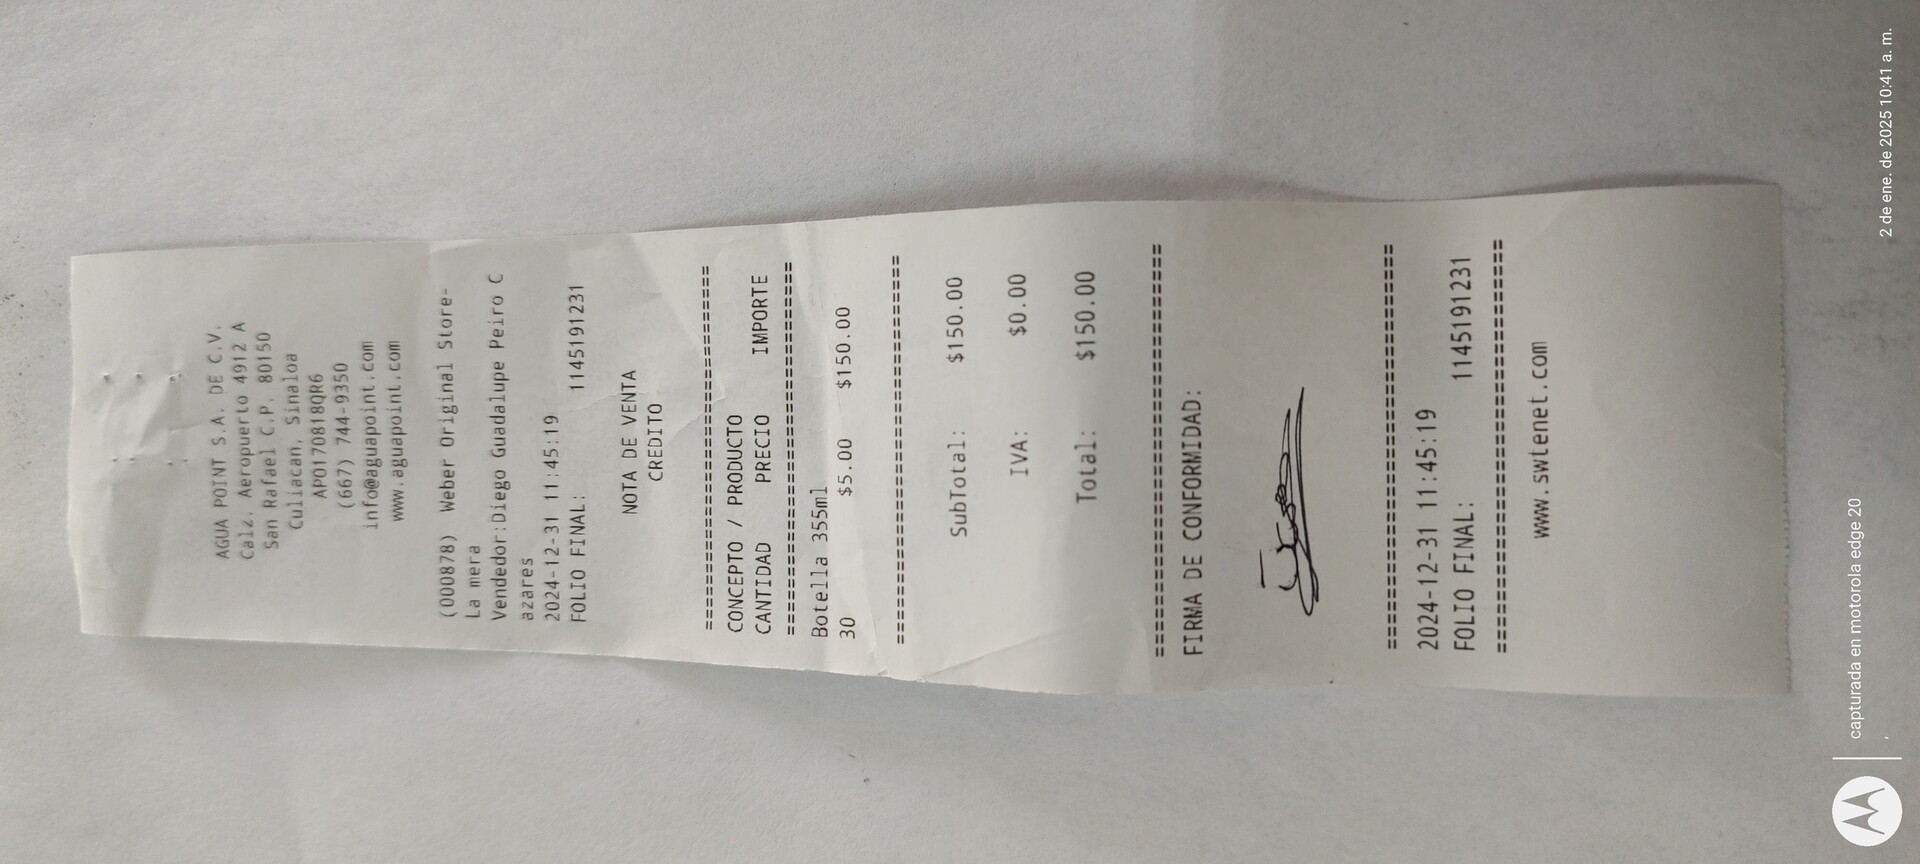 AGUA POINT S.A. DE C.V.
Calz. Aeropuerto 4912 A
San Rafael C.P. 80150
Culiacan, Sinaloa
APO170818QR6
(667) 744-9350
info@aguapoint.com
www.aguapoint.com
(000878) Weber Original Store-
La mera
Vendedor:Diego Guadalupe Peiro C
azares
2024-12-31 11:45:19
FOLIO FINAL: 1145191231
NOTA DE VENTA
CREDITO
================================
CONCEPTO / PRODUCTO
CANTIDAD PRECIO IMPORTE
================================
Botella 355ml
30 $5.00 $150.00
================================
SubTotal: $150.00
IVA: $0.00
Total: $150.00
================================
FIRMA DE CONFORMIDAD:
================================
2024-12-31 11:45:19
FOLIO FINAL: 1145191231
================================
www.swtenet.com
capturada en motorola edge 20
,
2 de ene. de 2025 10:41 a. m.